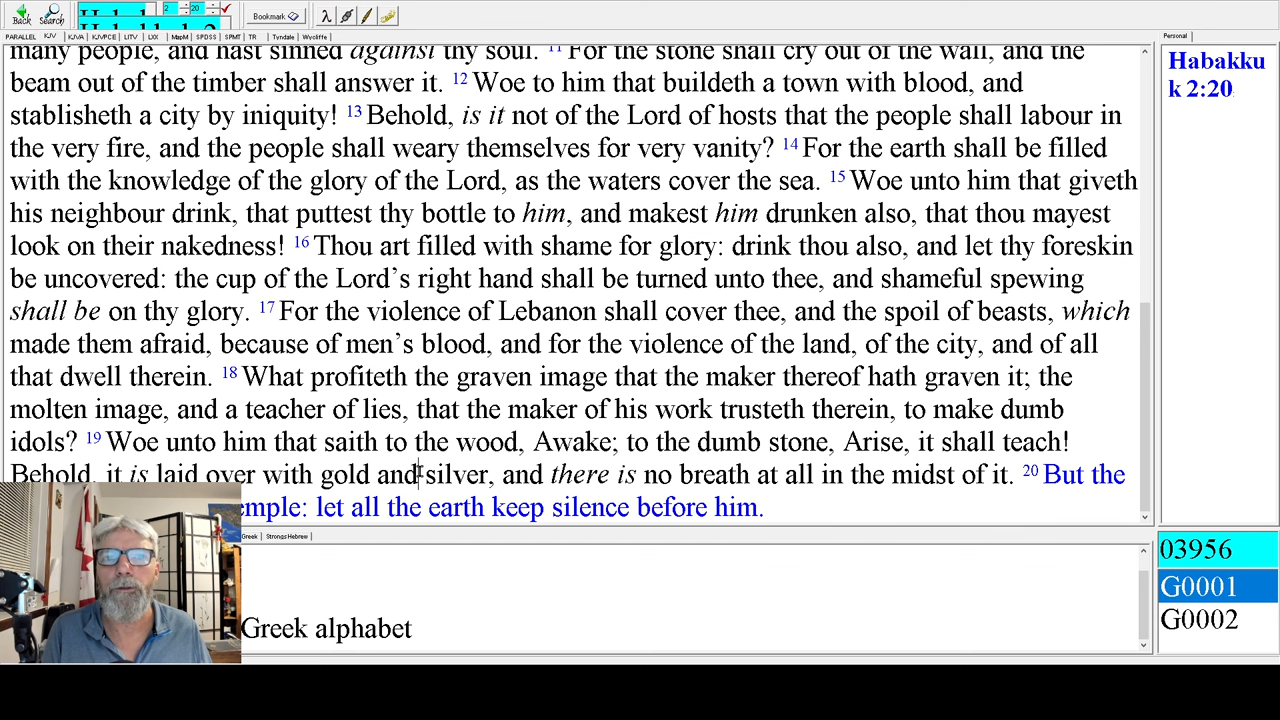 Back Search 2 20 Bookmark λ
PARALLEL KJV KJVA KJVPCE LITV LXX MapM SPDSS SPMT TR Tyndale Wycliffe Personal
many people, and hast sinned against thy soul. 11 For the stone shall cry out of the wall, and the
beam out of the timber shall answer it. 12 Woe to him that buildeth a town with blood, and
stablisheth a city by iniquity! 13 Behold, is it not of the Lord of hosts that the people shall labour in
the very fire, and the people shall weary themselves for very vanity? 14 For the earth shall be filled
with the knowledge of the glory of the Lord, as the waters cover the sea. 15 Woe unto him that giveth
his neighbour drink, that puttest thy bottle to him, and makest him drunken also, that thou mayest
look on their nakedness! 16 Thou art filled with shame for glory: drink thou also, and let thy foreskin
be uncovered: the cup of the Lord’s right hand shall be turned unto thee, and shameful spewing
shall be on thy glory. 17 For the violence of Lebanon shall cover thee, and the spoil of beasts, which
made them afraid, because of men’s blood, and for the violence of the land, of the city, and of all
that dwell therein. 18 What profiteth the graven image that the maker thereof hath graven it; the
molten image, and a teacher of lies, that the maker of his work trusteth therein, to make dumb
idols? 19 Woe unto him that saith to the wood, Awake; to the dumb stone, Arise, it shall teach!
Behold, it is laid over with gold and silver, and there is no breath at all in the midst of it. 20 But the
emple: let all the earth keep silence before him.
Greek Strongs Hebrew
Greek alphabet
Habakku
k 2:20
03956
G0001
G0002